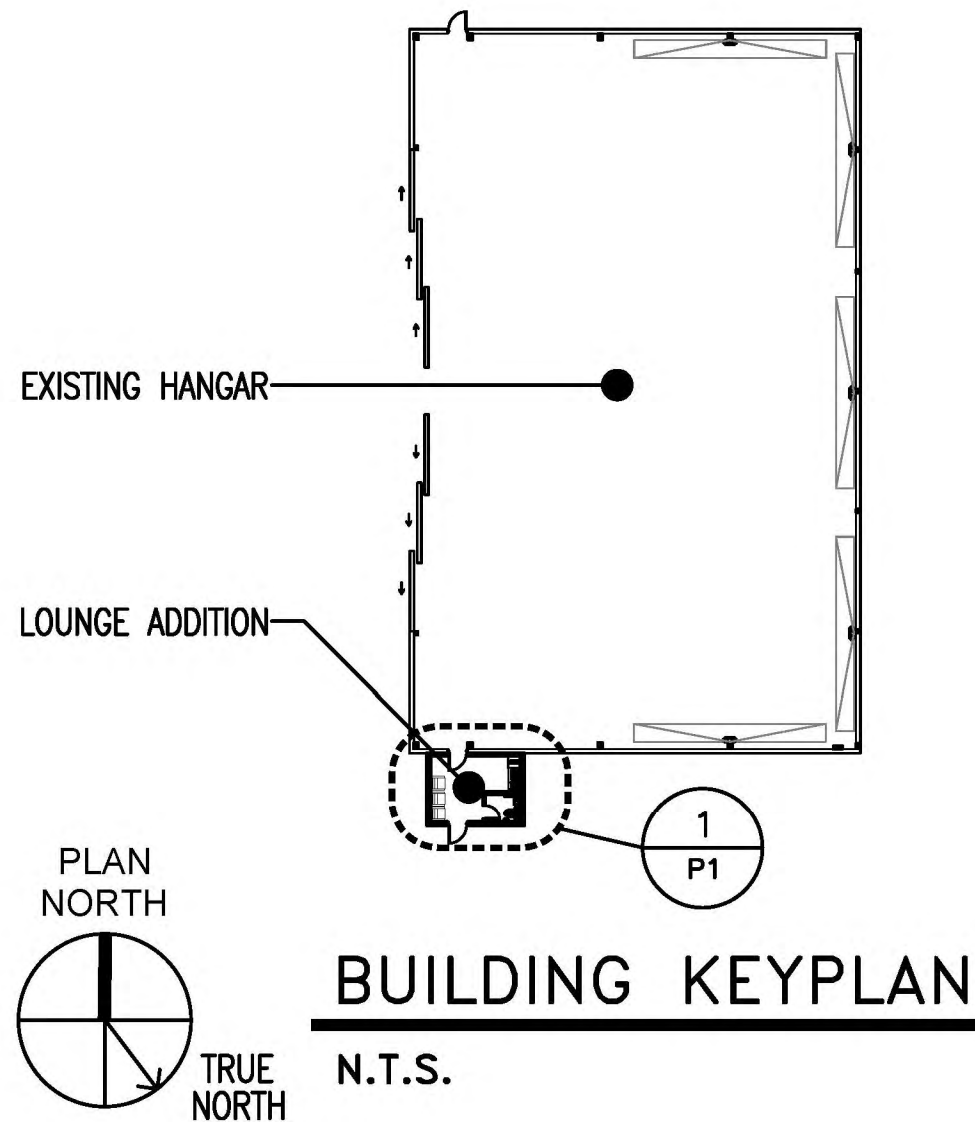 EXISTING HANGAR
LOUNGE ADDITION
1
P1
PLAN
NORTH
TRUE
NORTH
BUILDING KEYPLAN
N.T.S.